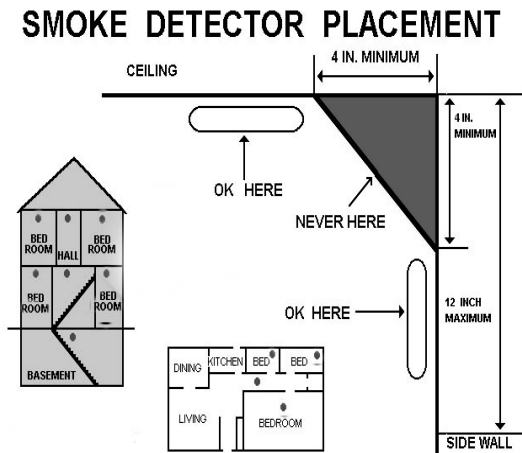 SMOKE DETECTOR PLACEMENT
4 IN. MINIMUM
CEILING
4 IN.
MINIMUM
OK HERE
NEVER HERE
BED
ROOM
HALL
BED
ROOM
BED
ROOM
BED
ROOM
BASEMENT
OK HERE
12 INCH
MAXIMUM
DINING
KITCHEN
BED
BED
LIVING
BEDROOM
SIDE WALL